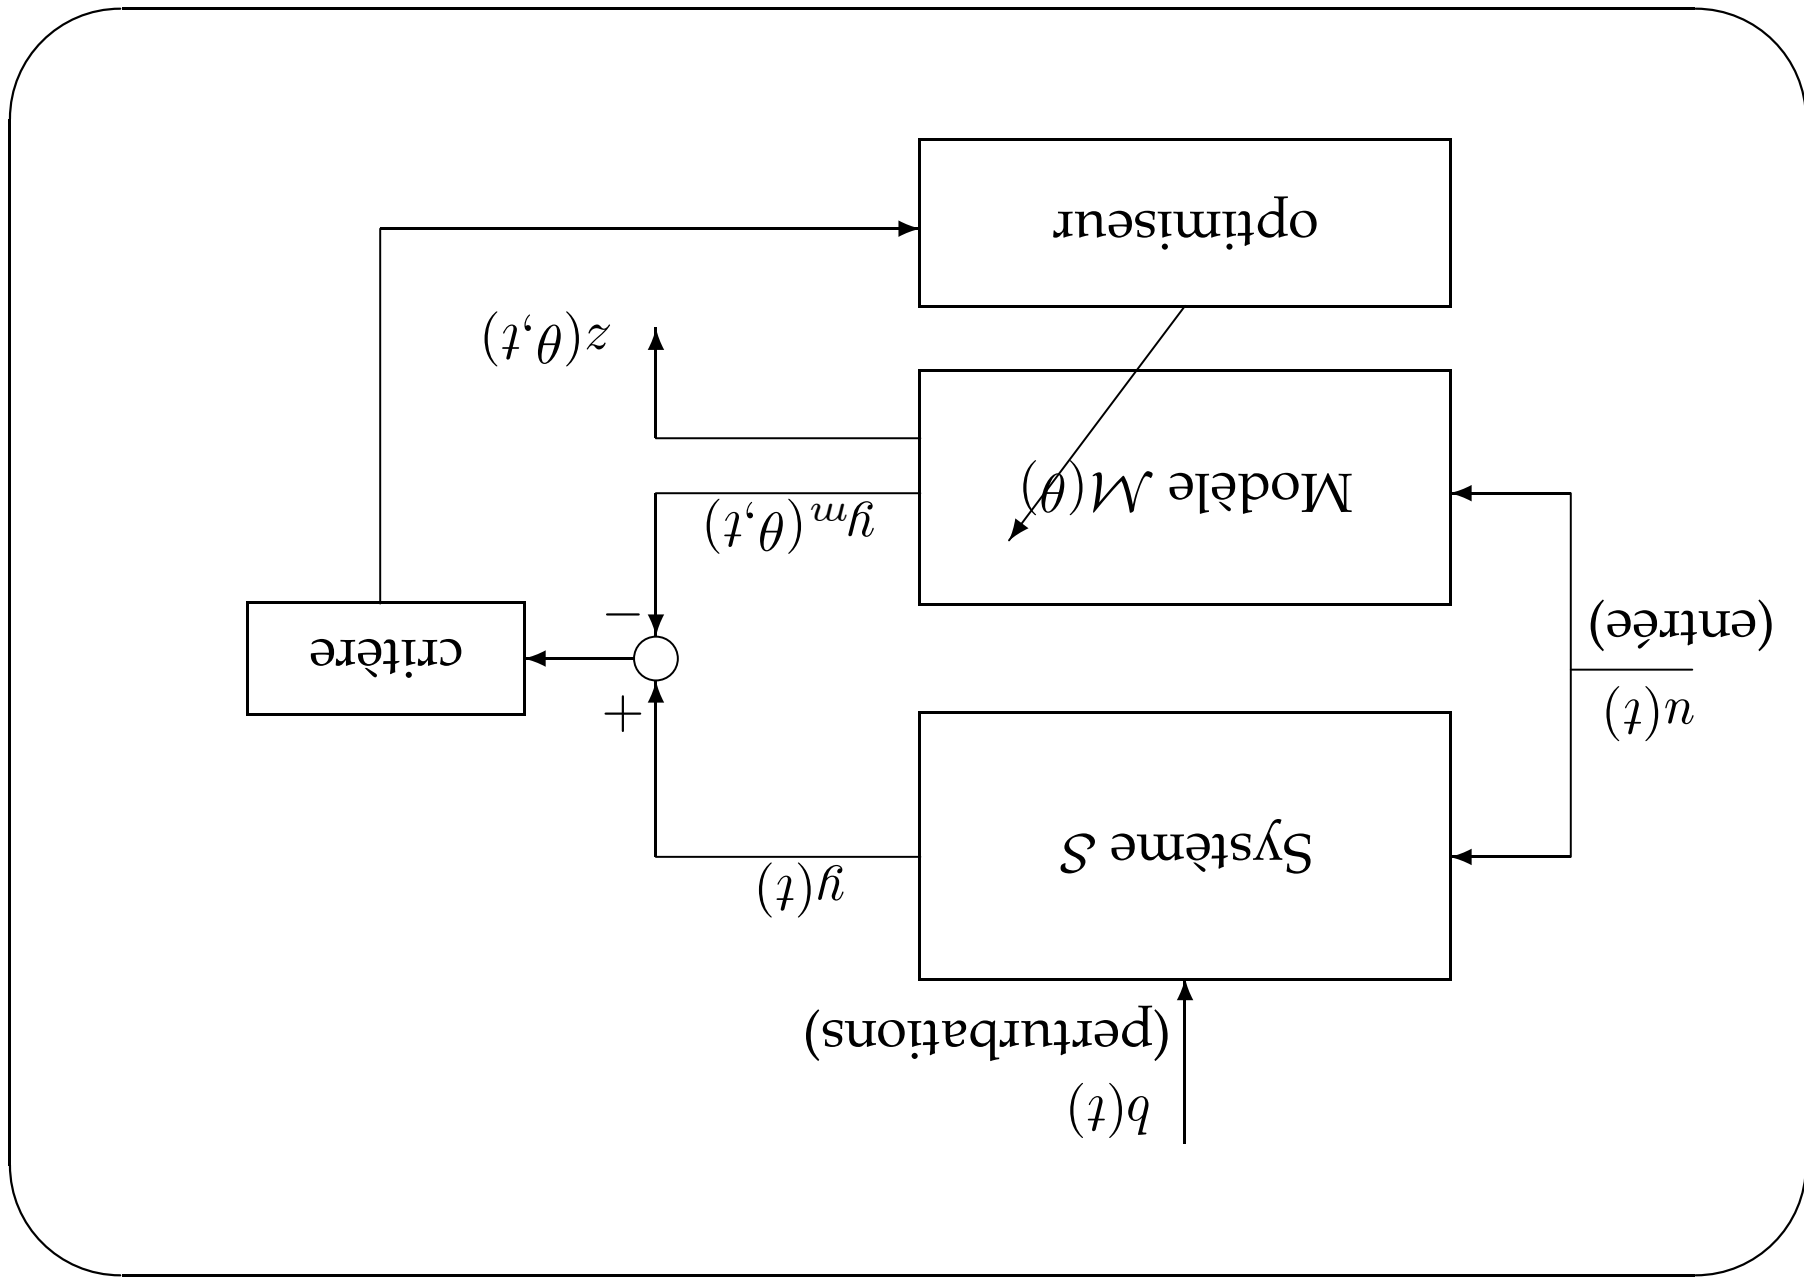 b(t)
(perturbations)
Système 𝒮
y(t)
u(t)
(entrée)
+
critère
−
Modèle ℳ(θ)
y_m(θ,t)
z(θ,t)
optimiseur